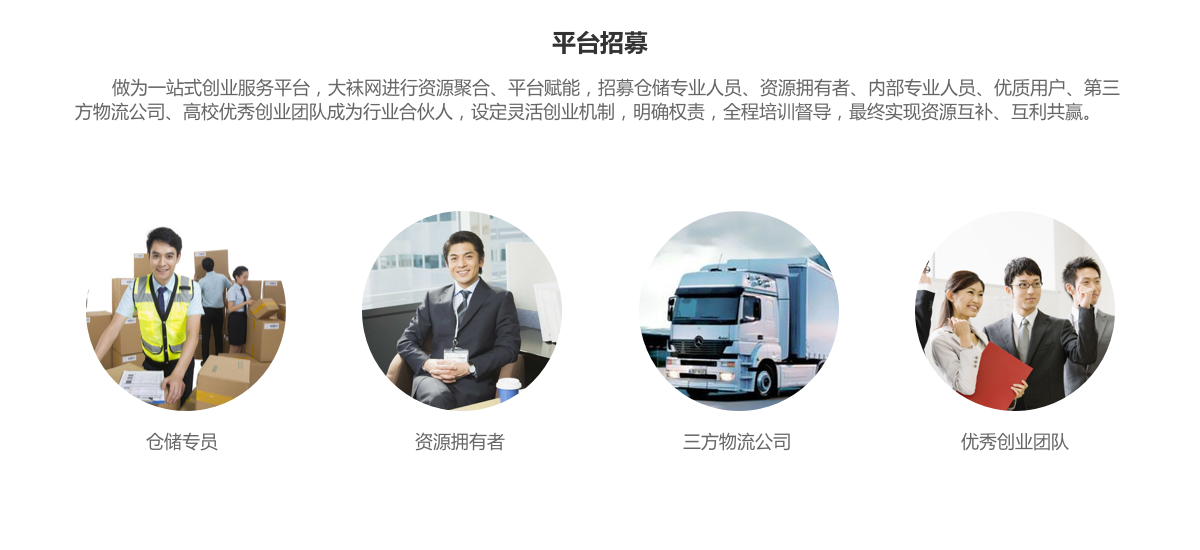 平台招募
做为一站式创业服务平台，大袜网进行资源聚合、平台赋能，招募仓储专业人员、资源拥有者、内部专业人员、优质用户、第三
方物流公司、高校优秀创业团队成为行业合伙人，设定灵活创业机制，明确权责，全程培训督导，最终实现资源互补、互利共赢。
仓储专员
资源拥有者
三方物流公司
优秀创业团队